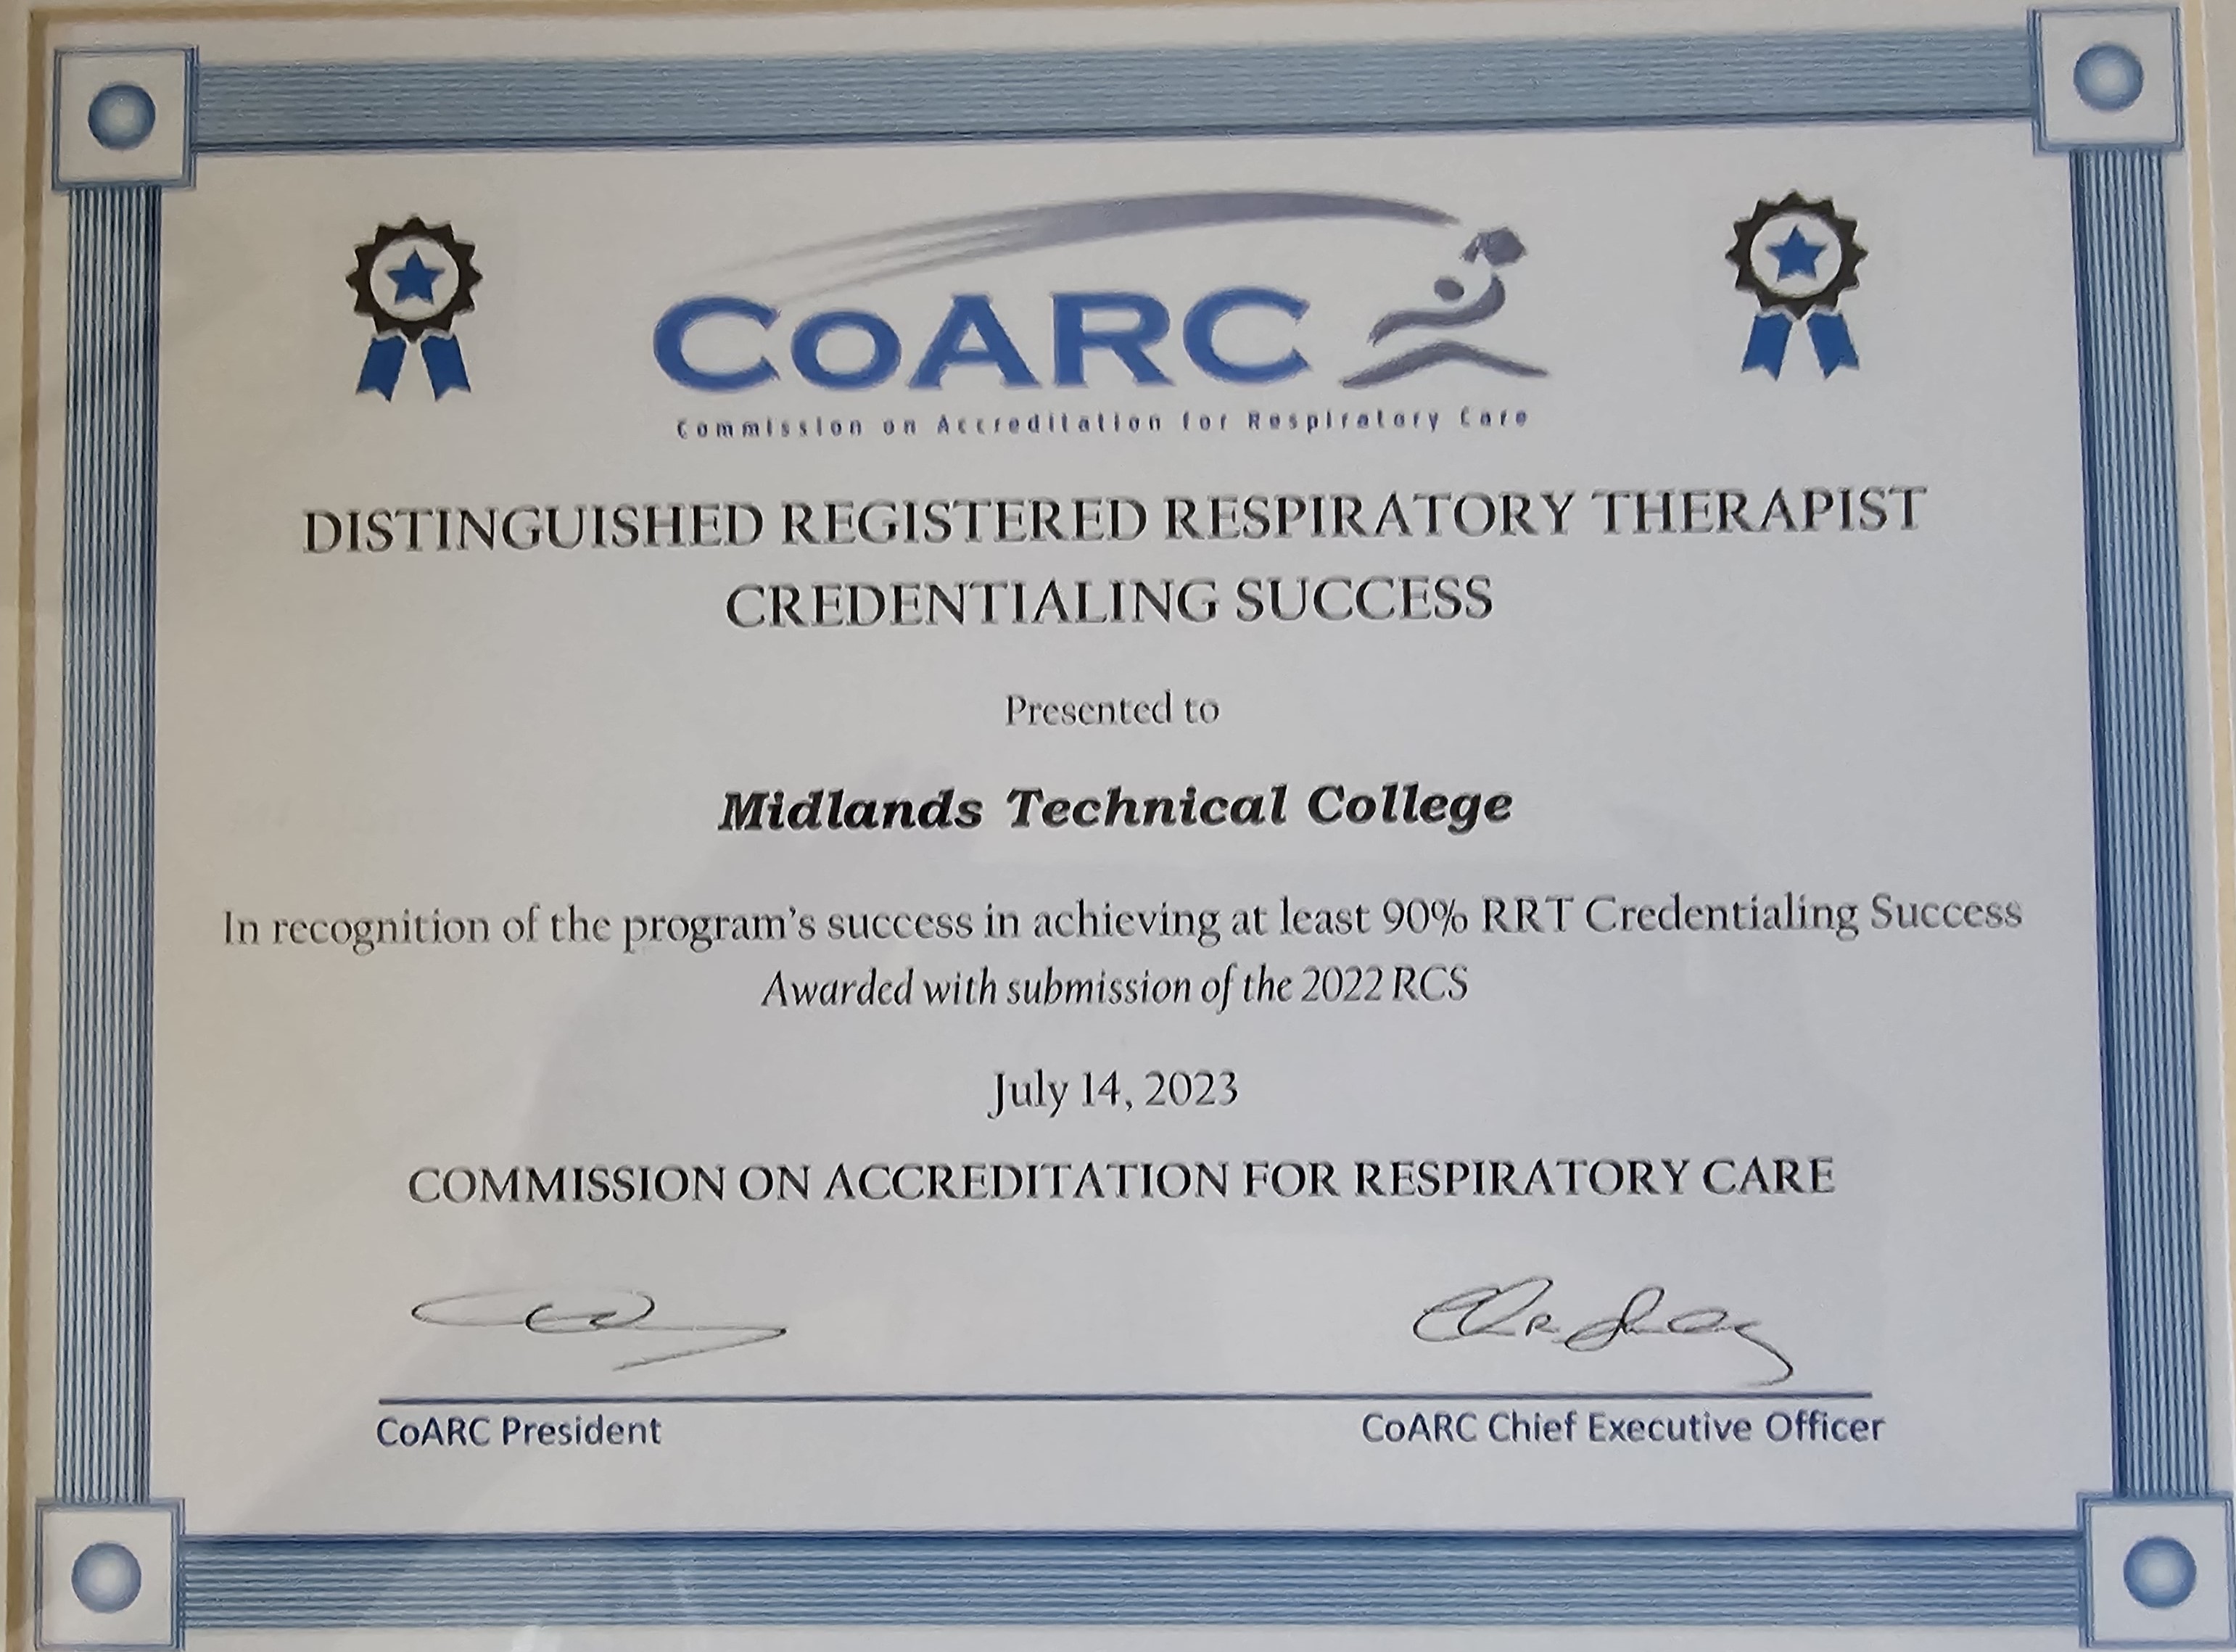 CoARC
Commission on Accreditation for Respiratory Care
DISTINGUISHED REGISTERED RESPIRATORY THERAPIST
CREDENTIALING SUCCESS
Presented to
Midlands Technical College
In recognition of the program's success in achieving at least 90% RRT Credentialing Success
Awarded with submission of the 2022 RCS
July 14, 2023
COMMISSION ON ACCREDITATION FOR RESPIRATORY CARE
CoARC President
CoARC Chief Executive Officer